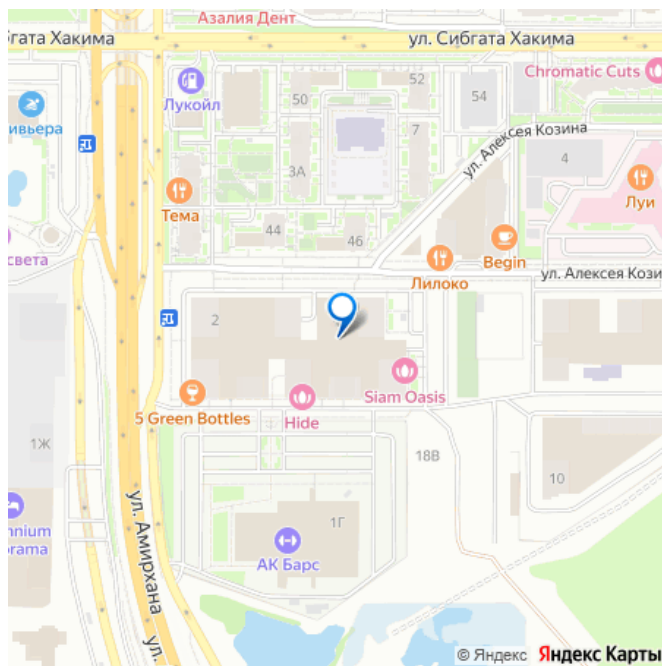 Азалия Дент
гата Хакима
ул. Сибгата Хакима
Chromatic Cuts
Лукойл
50
52
54
ивьера
7
ул. Алексея Козина
4
3А
Тема
Луи
44
46
света
Begin
Лилоко
ул. Алексея Кози
2
Siam Oasis
5 Green Bottles
Hide
1Ж
18В
10
ул. Амирхана
nnium
orama
1Г
АК Барс
ул.
© Яндекс Яндекс Карты